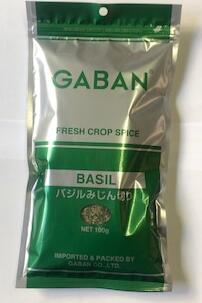 GABAN
FRESH CROP SPICE
BASIL
バジルみじん切り
NET 100g
IMPORTED & PACKED BY
GABAN CO.,LTD.